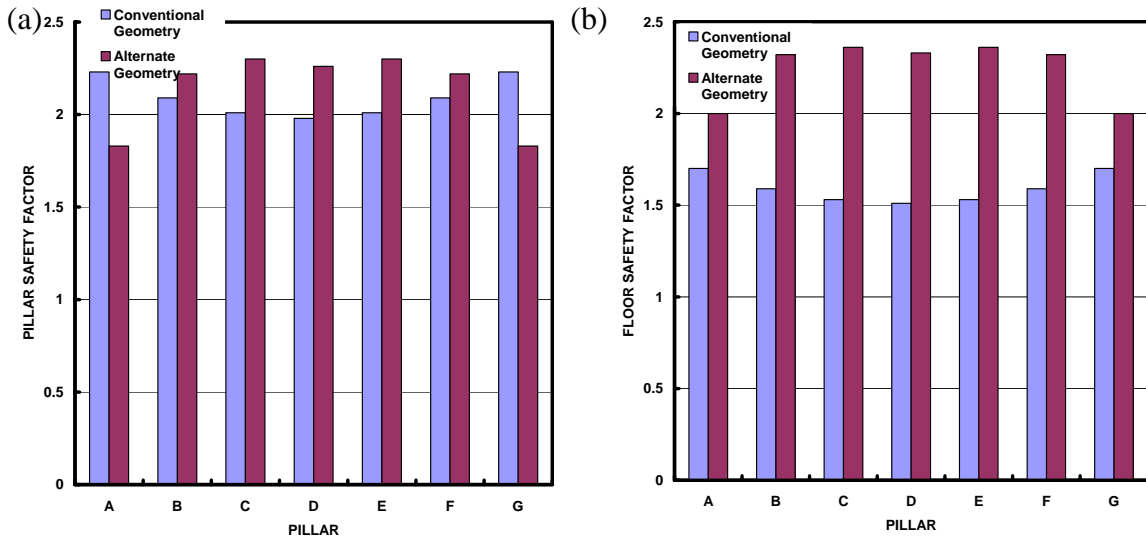 (a)
Conventional
Geometry
Alternate
Geometry
PILLAR SAFETY FACTOR
2.5
2
1.5
1
0.5
0
A B C D E F G
PILLAR
(b)
Conventional
Geometry
Alternate
Geometry
FLOOR SAFETY FACTOR
2.5
2
1.5
1
0.5
0
A B C D E F G
PILLAR